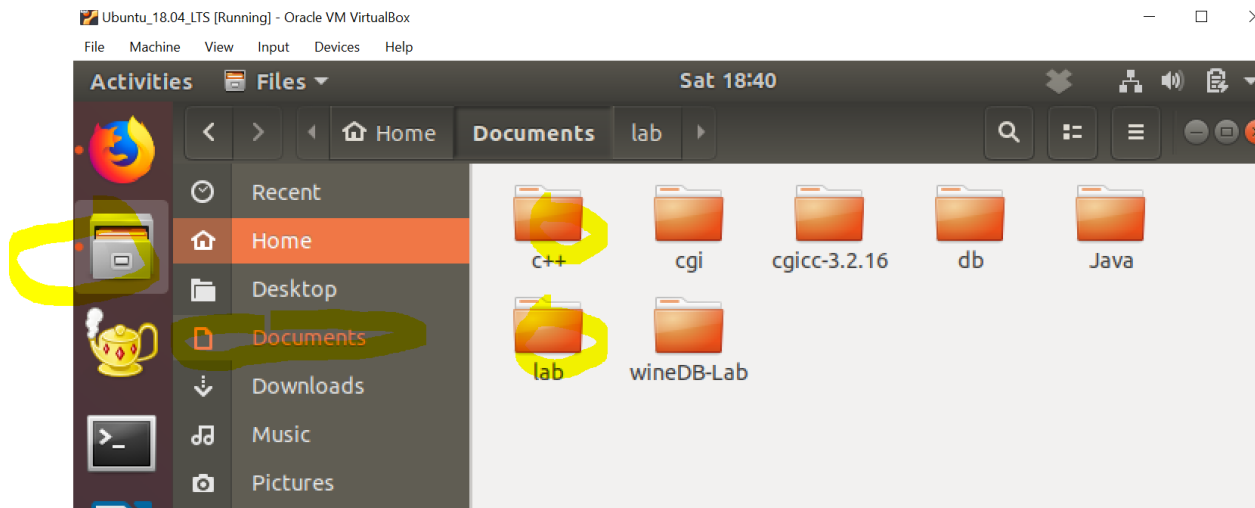 Ubuntu_18.04_LTS [Running] - Oracle VM VirtualBox
File Machine View Input Devices Help
Activities Files Sat 18:40
Home Documents lab
Recent
Home
Desktop
Documents
Downloads
Music
Pictures
c++ cgi cgicc-3.2.16 db Java
lab wineDB-Lab